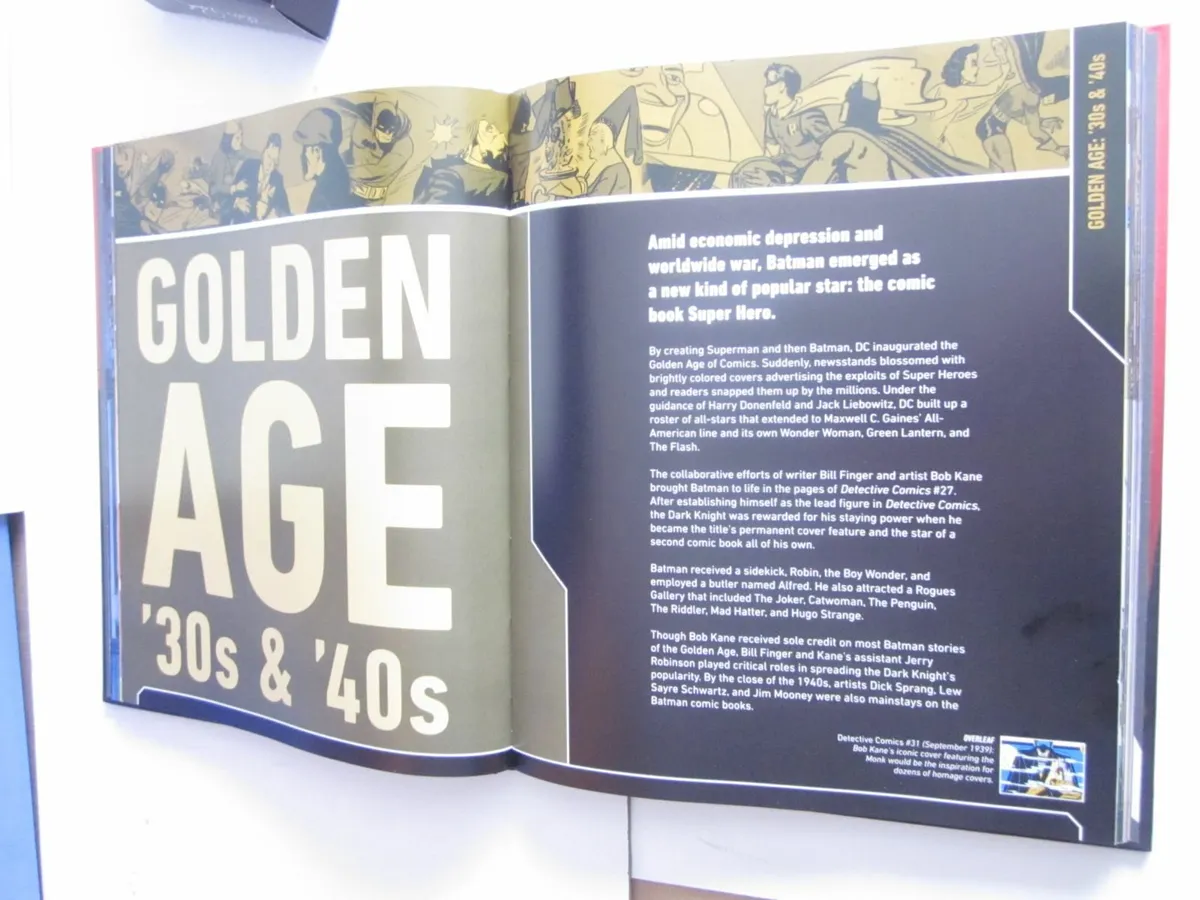 GOLDEN
AGE
'30s & '40s
GOLDEN AGE: '30s & '40s
Amid economic depression and
worldwide war, Batman emerged as
a new kind of popular star: the comic
book Super Hero.
By creating Superman and then Batman, DC inaugurated the
Golden Age of Comics. Suddenly, newsstands blossomed with
brightly colored covers advertising the exploits of Super Heroes
and readers snapped them up by the millions. Under the
guidance of Harry Donenfeld and Jack Liebowitz, DC built up a
roster of all-stars that extended to Maxwell C. Gaines' All-
American line and its own Wonder Woman, Green Lantern, and
The Flash.
The collaborative efforts of writer Bill Finger and artist Bob Kane
brought Batman to life in the pages of Detective Comics #27.
After establishing himself as the lead figure in Detective Comics,
the Dark Knight was rewarded for his staying power when he
became the title's permanent cover feature and the star of a
second comic book all of his own.
Batman received a sidekick, Robin, the Boy Wonder, and
employed a butler named Alfred. He also attracted a Rogues
Gallery that included The Joker, Catwoman, The Penguin,
The Riddler, Mad Hatter, and Hugo Strange.
Though Bob Kane received sole credit on most Batman stories
of the Golden Age, Bill Finger and Kane's assistant Jerry
Robinson played critical roles in spreading the Dark Knight's
popularity. By the close of the 1940s, artists Dick Sprang, Lew
Sayre Schwartz, and Jim Mooney were also mainstays on the
Batman comic books.
OVERLEAF
Detective Comics #31 (September 1939):
Bob Kane's iconic cover featuring the
Monk would be the inspiration for
dozens of homage covers.